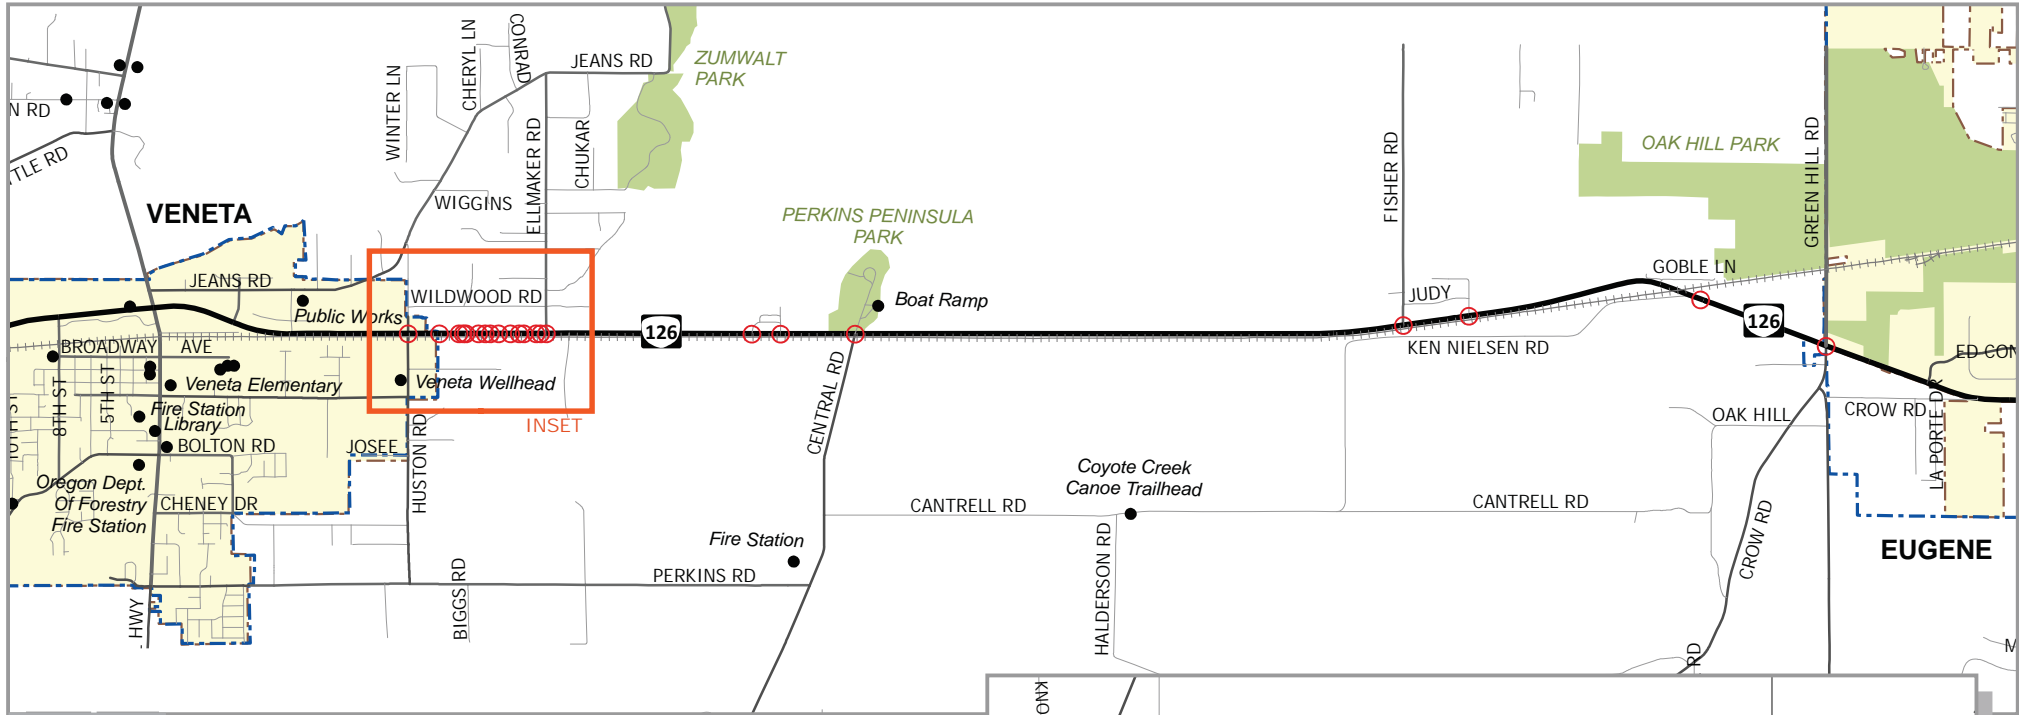 CONRAD
CHERYL LN
WINTER LN
JEANS RD
ZUMWALT
PARK
N RD
TLE RD
ELLMAKER RD
CHUKAR
FISHER RD
GREEN HILL RD
OAK HILL PARK
VENETA
WIGGINS
PERKINS PENINSULA
PARK
JEANS RD
WILDWOOD RD
Public Works
Boat Ramp
GOBLE LN
JUDY
126
126
BROADWAY AVE
KEN NIELSEN RD
ED CON
8TH ST
5TH ST
Veneta Elementary
Veneta Wellhead
CENTRAL RD
LA PORTE DR
Fire Station
Library
INSET
CROW RD
OAK HILL
10TH ST
BOLTON RD
JOSEE
HUSTON RD
Coyote Creek
Canoe Trailhead
Oregon Dept.
Of Forestry
Fire Station
CHENEY DR
CANTRELL RD
CANTRELL RD
HALDERSON RD
CROW RD
Fire Station
EUGENE
PERKINS RD
BIGGS RD
HWY
RD
M
KNO